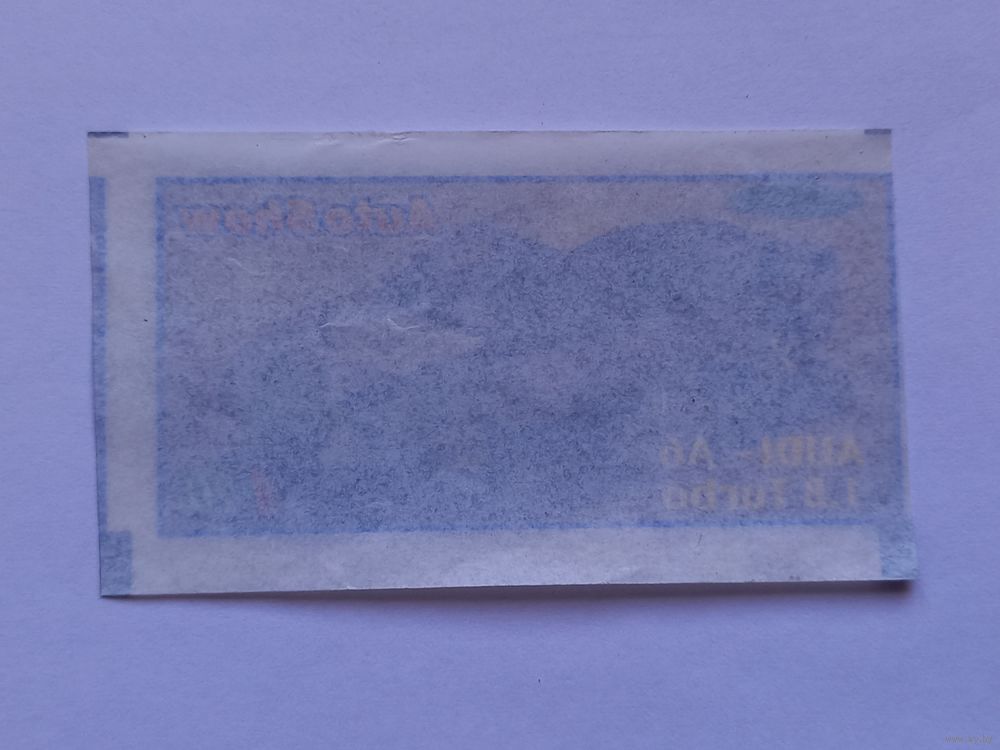 Auto Show
AUDI - A6
1.8 Turbo